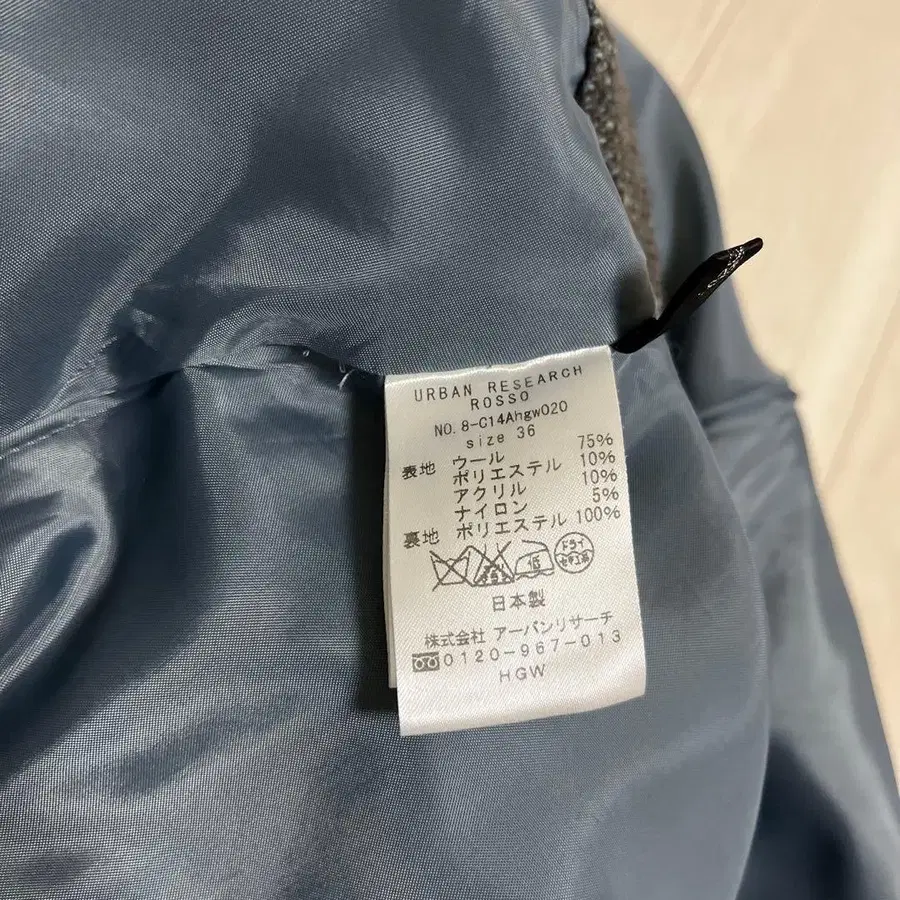 URBAN RESEARCH
ROSSO
NO. 8-C14Ahgw020
size 36
表地 ウール 75%
ポリエステル 10%
アクリル 10%
ナイロン 5%
裏地 ポリエステル 100%
ドライ
日本製
株式会社 アーバンリサーチ
0120-967-013
HGW